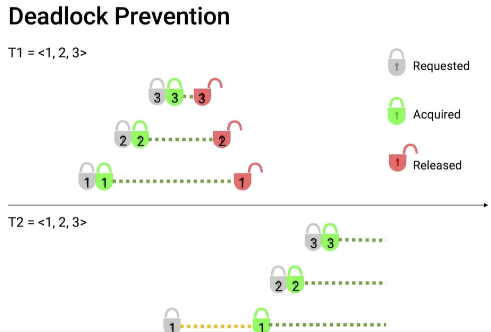 Deadlock Prevention
T1 = <1, 2, 3>
Requested
3 3 3
Acquired
2 2 2
Released
1 1 1
T2 = <1, 2, 3>
3 3
2 2
1 1